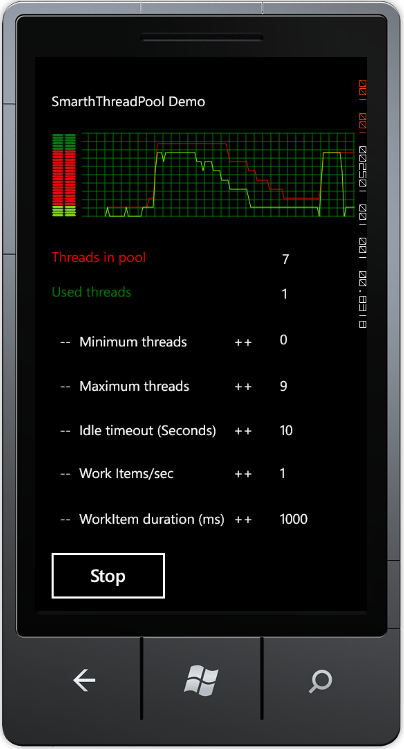 SmarthThreadPool Demo
Threads in pool 7
Used threads 1
-- Minimum threads ++ 0
-- Maximum threads ++ 9
-- Idle timeout (Seconds) ++ 10
-- Work Items/sec ++ 1
-- WorkItem duration (ms) ++ 1000
Stop